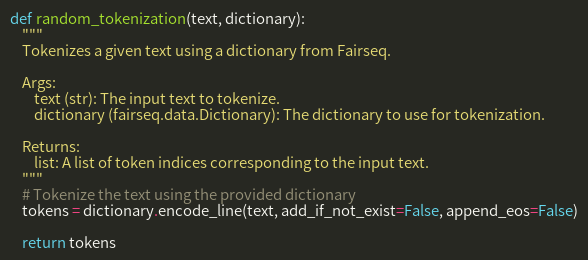 def random_tokenization(text, dictionary):
    """
    Tokenizes a given text using a dictionary from Fairseq.

    Args:
        text (str): The input text to tokenize.
        dictionary (fairseq.data.Dictionary): The dictionary to use for tokenization.

    Returns:
        list: A list of token indices corresponding to the input text.
    """
    # Tokenize the text using the provided dictionary
    tokens = dictionary.encode_line(text, add_if_not_exist=False, append_eos=False)

    return tokens